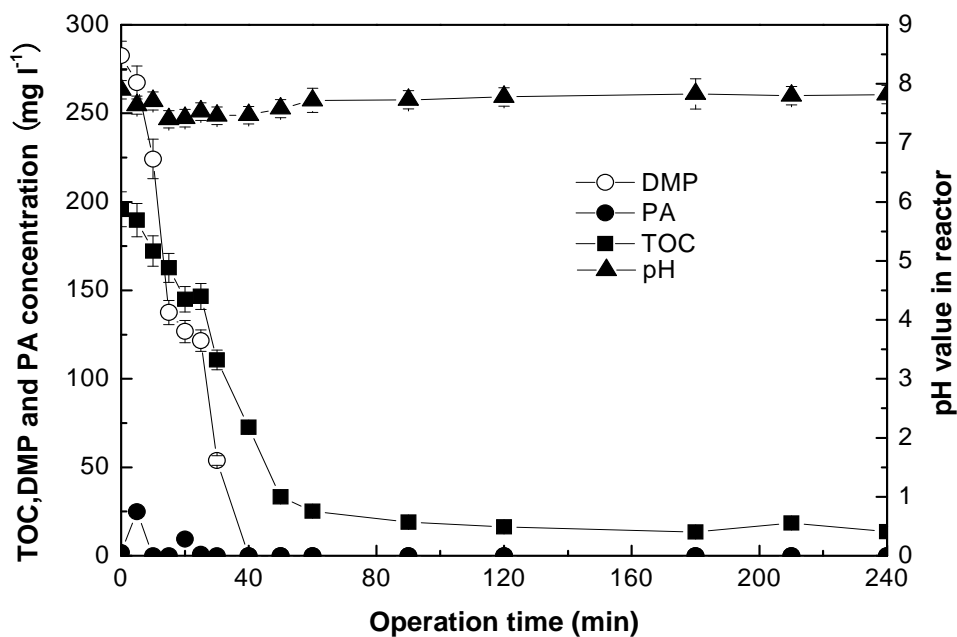 TOC,DMP and PA concentration (mg l-1)
300
250
200
150
100
50
0
DMP
PA
TOC
pH
9
8
7
6
5
4
3
2
1
0
pH value in reactor
0 40 80 120 160 200 240
Operation time (min)